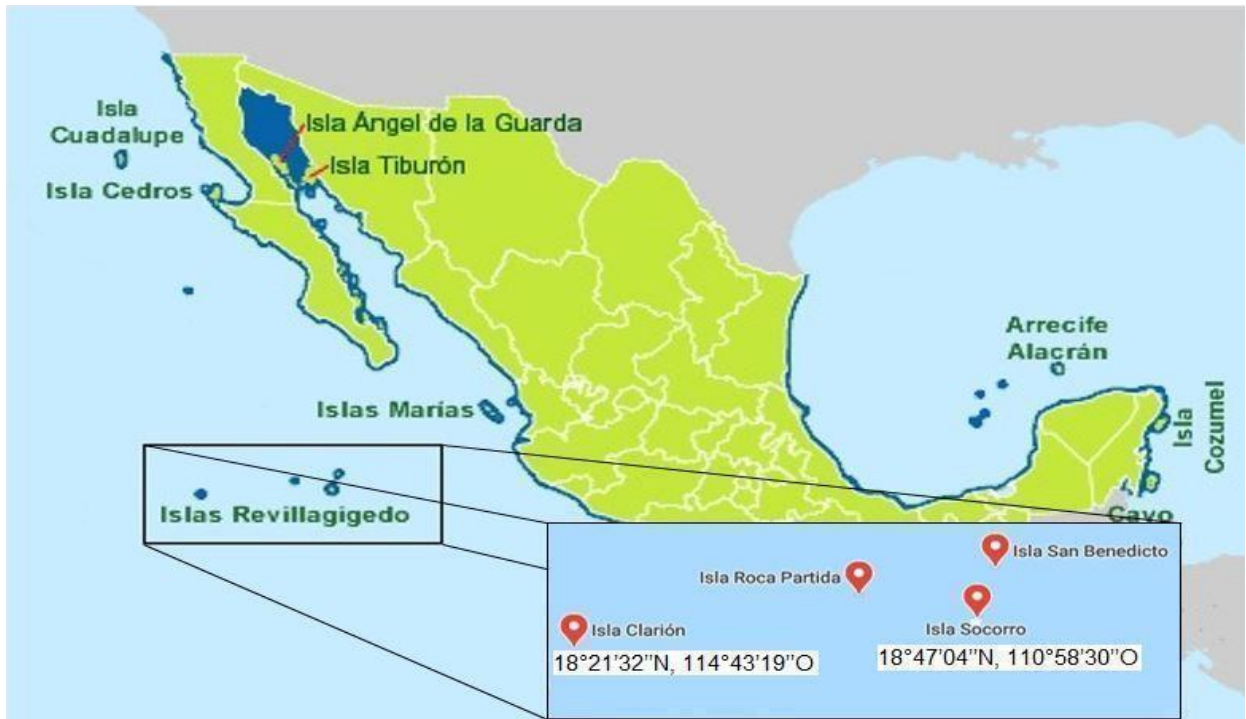 Isla
Cuadalupe
Isla Ángel de la Guarda
Isla Tiburón
Isla Cedros
Arrecife
Alacrán
Islas Marías
Isla
Cozumel
Islas Revillagigedo
Cayo
Isla San Benedicto
Isla Roca Partida
Isla Clarión
Isla Socorro
18°21’32’’N, 114°43’19’’O
18°47’04’’N, 110°58’30’’O